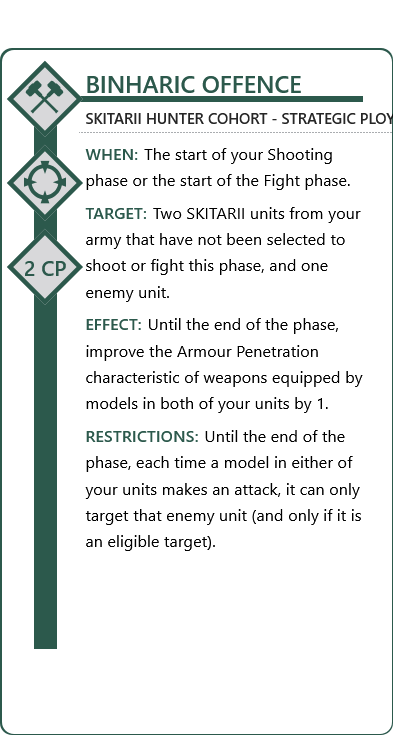 BINHARIC OFFENCE
SKITARII HUNTER COHORT - STRATEGIC PLOY
WHEN: The start of your Shooting
phase or the start of the Fight phase.
TARGET: Two SKITARII units from your
army that have not been selected to
shoot or fight this phase, and one
enemy unit.
2 CP
EFFECT: Until the end of the phase,
improve the Armour Penetration
characteristic of weapons equipped by
models in both of your units by 1.
RESTRICTIONS: Until the end of the
phase, each time a model in either of
your units makes an attack, it can only
target that enemy unit (and only if it is
an eligible target).